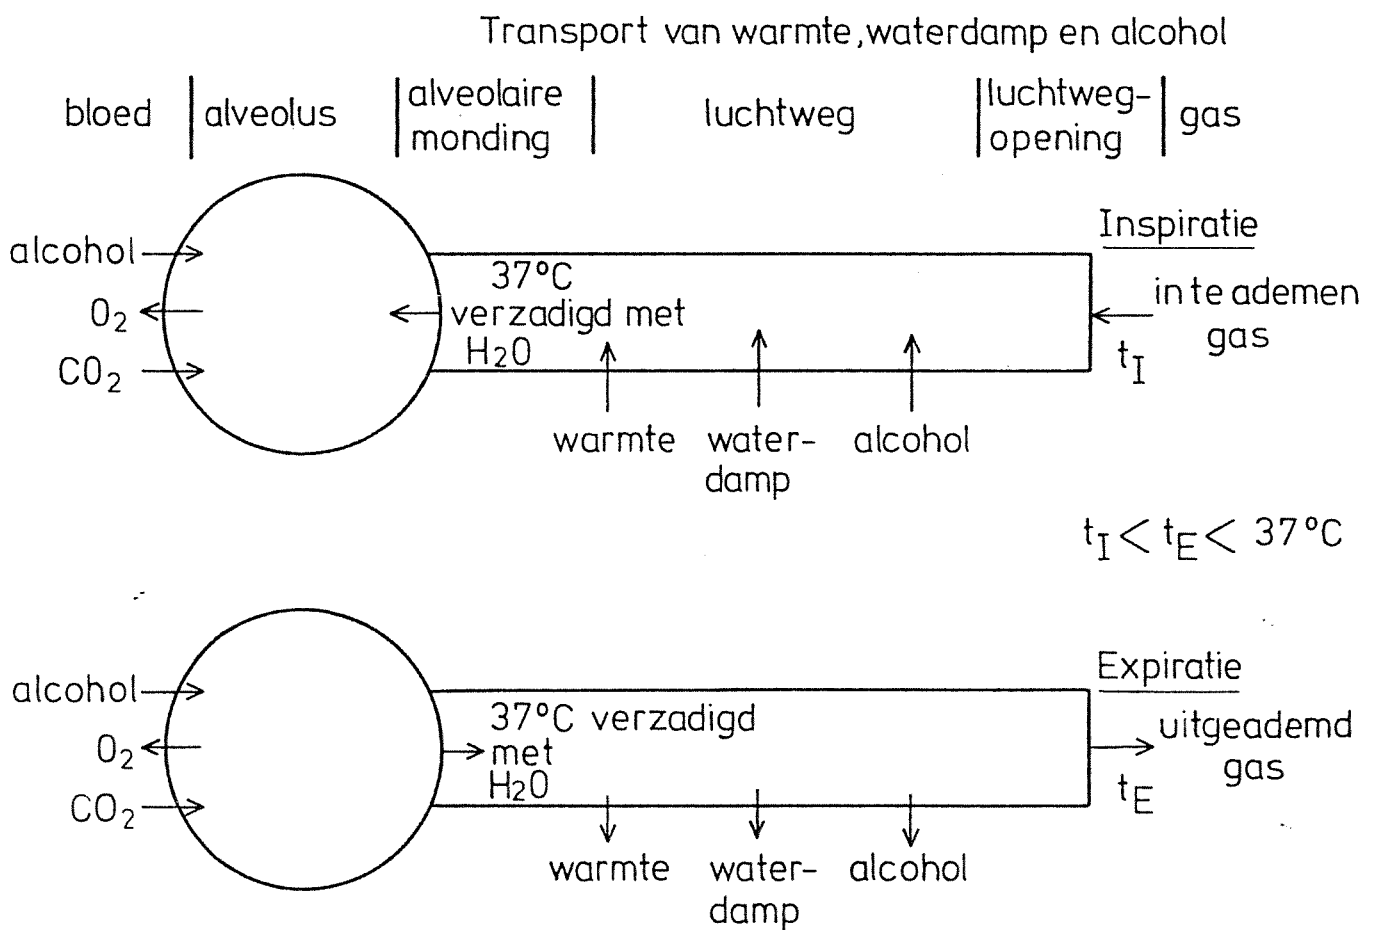 Transport van warmte, waterdamp en alcohol
bloed
alveolus
alveolaire
monding
luchtweg
luchtweg-
opening
gas
Inspiratie
alcohol
O2
CO2
37°C
verzadigd met
H2O
in te ademen
gas
tI
warmte
water-
damp
alcohol
tI < tE < 37°C
Expiratie
alcohol
O2
CO2
37°C verzadigd
met
H2O
uitgeademd
gas
tE
warmte
water-
damp
alcohol